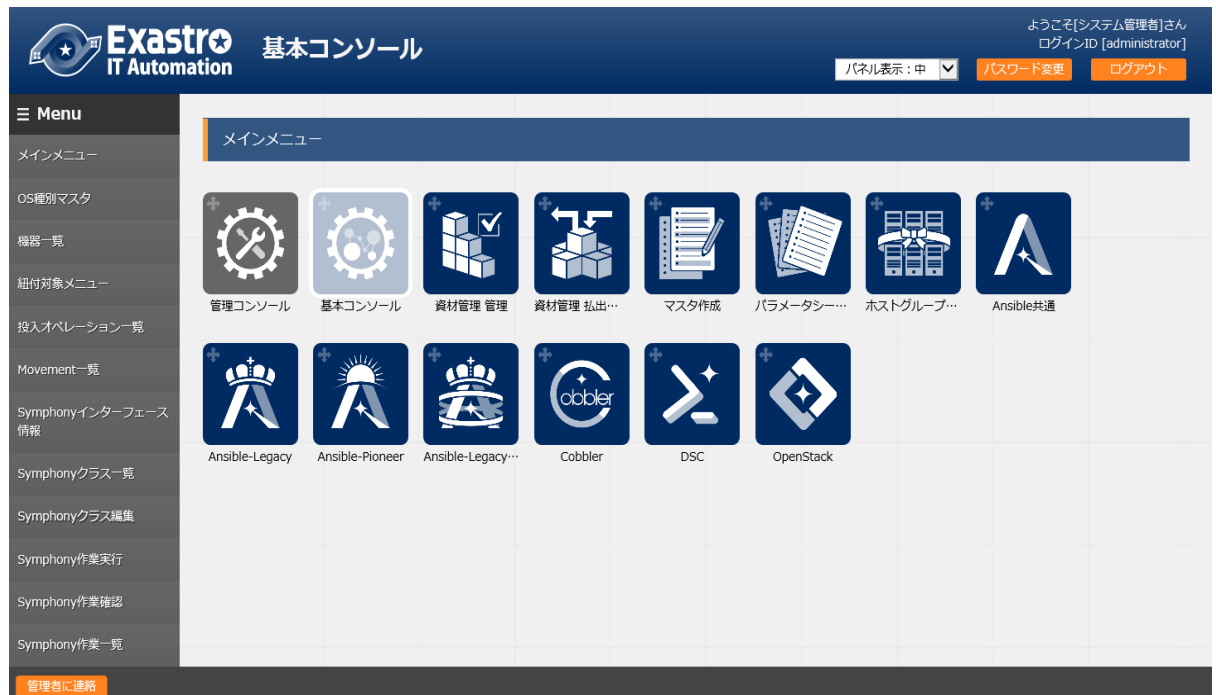 Exastro
IT Automation
基本コンソール
ようこそ[システム管理者]さん
ログインID [administrator]
パネル表示 : 中
パスワード変更
ログアウト
Menu
メインメニュー
OS種別マスタ
機器一覧
紐付対象メニュー
投入オペレーション一覧
Movement一覧
Symphonyインターフェース
情報
Symphonyクラス一覧
Symphonyクラス編集
Symphony作業実行
Symphony作業確認
Symphony作業一覧
メインメニュー
管理コンソール
基本コンソール
資材管理 管理
資材管理 払出…
マスタ作成
パラメータシー…
ホストグループ…
Ansible共通
Cobbler
Ansible-Legacy
Ansible-Pioneer
Ansible-Legacy…
Cobbler
DSC
OpenStack
管理者に連絡